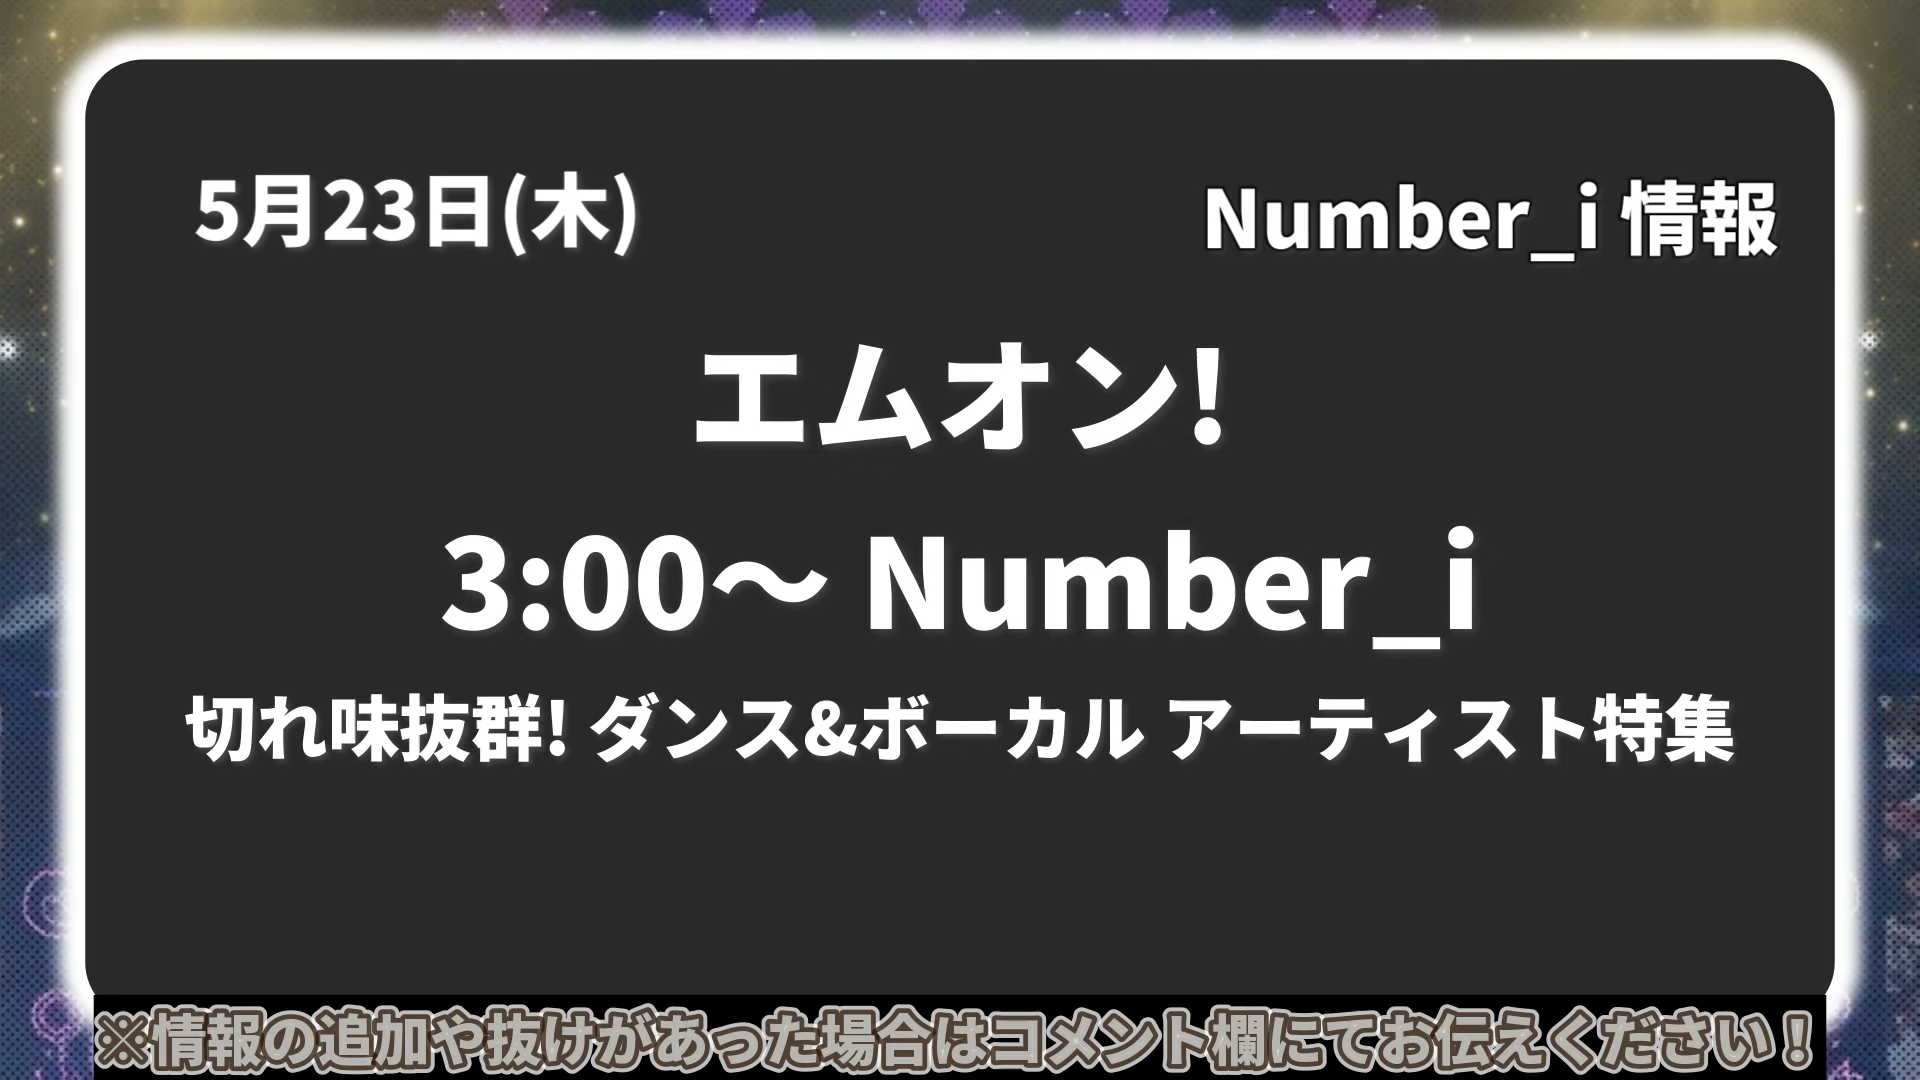 5月23日(木)
Number_i 情報
エムオン!
3:00～ Number_i
切れ味抜群! ダンス&ボーカル アーティスト特集
※情報の追加や抜けがあった場合はコメント欄にてお伝えください！